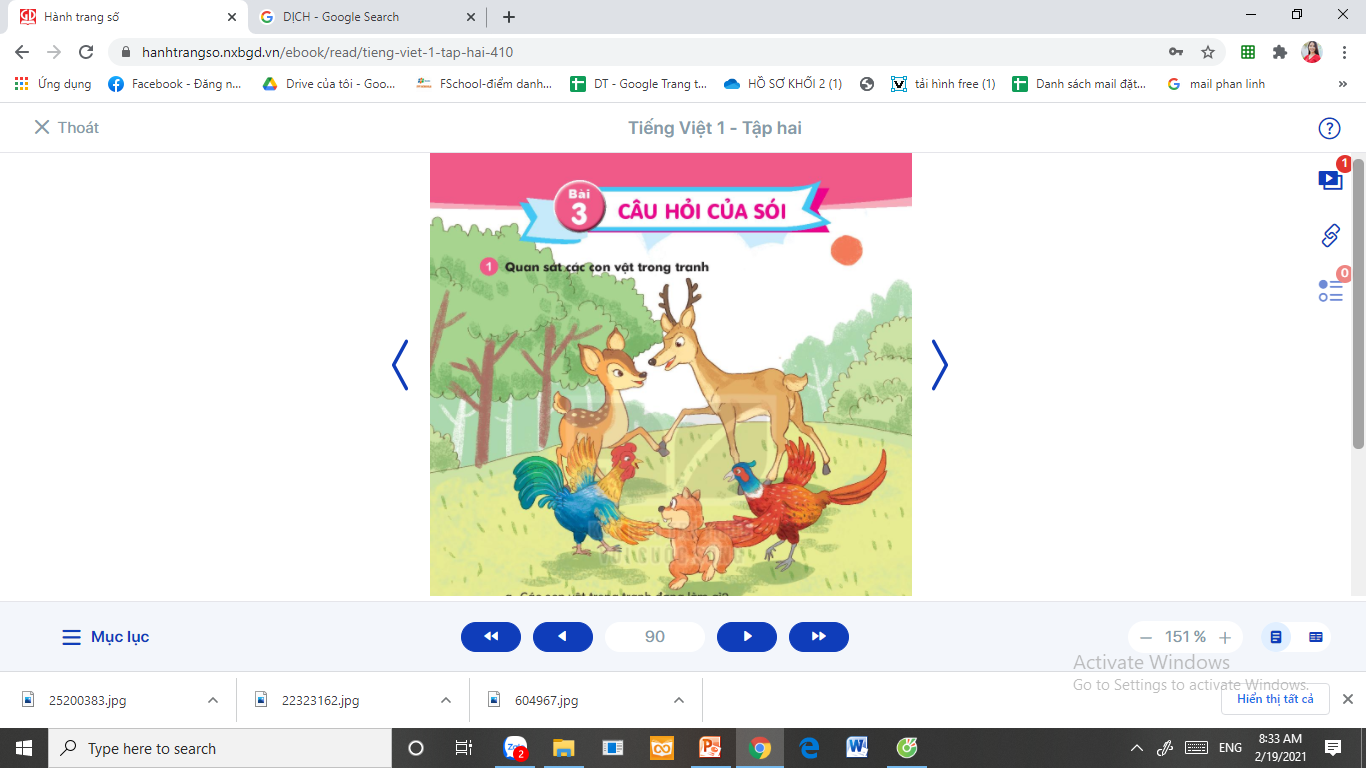 Hành trang số
DỊCH - Google Search
hanhtrangso.nxbgd.vn/ebook/read/tieng-viet-1-tap-hai-410
Ứng dụng
Facebook - Đăng n...
Drive của tôi - Goo...
FSchool-điểm danh...
DT - Google Trang t...
HỒ SƠ KHỐI 2 (1)
tải hình free (1)
Danh sách mail đặt...
mail phan linh
Thoát
Tiếng Việt 1 - Tập hai
1
0
Bài
3
CÂU HỎI CỦA SÓI
1 Quan sát các con vật trong tranh
Mục lục
90
151 %
Activate Windows
Go to Settings to activate Windows.
25200383.jpg
22323162.jpg
604967.jpg
Hiển thị tất cả
Type here to search
2
ENG
8:33 AM
2/19/2021